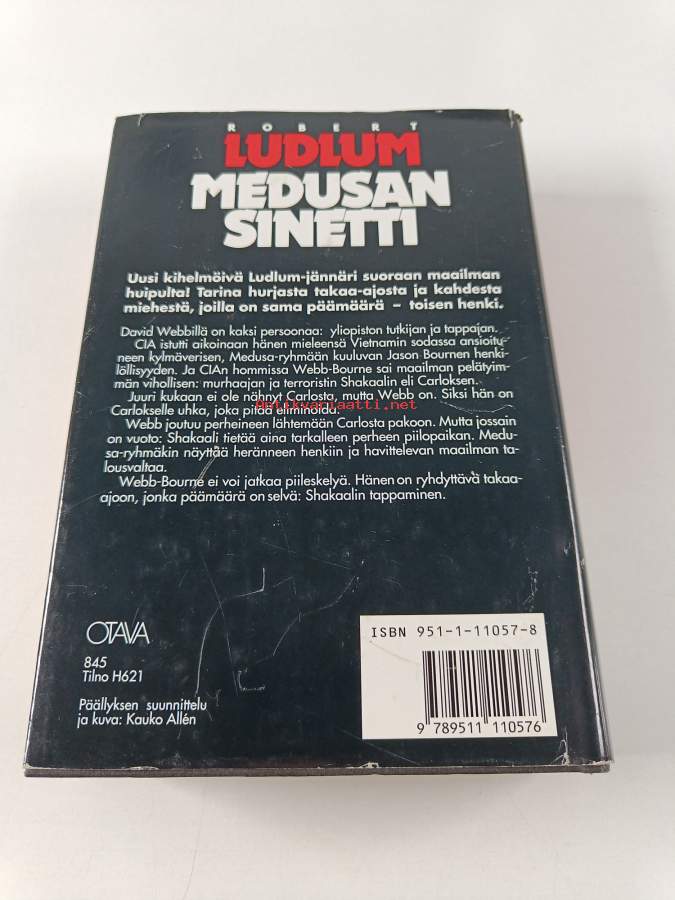 ROBERT
LUDLUM
MEDUSAN
SINETTI
Uusi kihelmöivä Ludlum-jännäri suoraan maailman
huipulta! Tarina hurjasta takaa-ajosta ja kahdesta
miehestä, joilla on sama päämäärä – toisen henki.
David Webbillä on kaksi persoonaa: yliopiston tutkijan ja tappajan.
CIA istutti aikoinaan hänen mieleensä Vietnamin sodassa ansioitu-
neen kylmäverisen, Medusa-ryhmään kuuluvan Jason Bournen henki-
löllisyyden. Ja CIAn hommissa Webb-Bourne sai maailman pelätyim-
män vihollisen: murhaajan ja terroristin Shakaalin eli Carloksen.
Juuri kukaan ei ole nähnyt Carlosta, mutta Webb on. Siksi hän on
Carlokselle uhka, joka pitää eliminoida.
antikvariaatti.net
Webb joutuu perheineen lähtemään Carlosta pakoon. Mutta jossain
on vuoto: Shakaali tietää aina tarkalleen perheen piilopaikan. Medu-
sa-ryhmäkin näyttää heränneen henkiin ja havittelevan maailman ta-
lousvaltaa.
Webb-Bourne ei voi jatkaa piileskelyä. Hänen on ryhdyttävä takaa-
ajoon, jonka päämäärä on selvä: Shakaalin tappaminen.
OTAVA
845
Tilno H621
Päällyksen suunnittelu
ja kuva: Kauko Allén
ISBN 951-1-11057-8
9 789511 110576